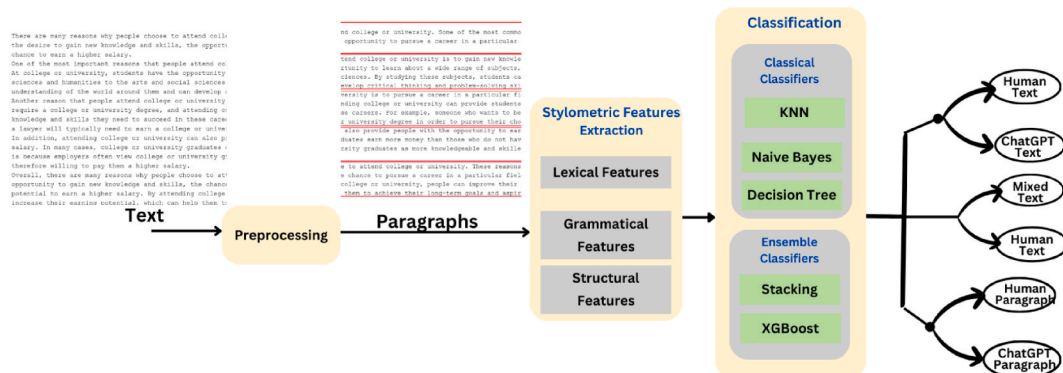 There are many reasons why people choose to attend coll
the desire to gain new knowledge and skills, the opport
chance to earn a higher salary.
One of the most important reasons that people attend co
At college or university, students have the opportunity
sciences and humanities to the arts and social sciences
understanding of the world around them and can develop
Another reason that people attend college or university
require a college or university degree, and attending c
knowledge and skills they need to succeed in these caree
a lawyer will typically need to earn a college or unive
In addition, attending college or university can also p
salary. In many cases, college or university graduates
is because employers often view college or university g
therefore willing to pay them a higher salary.
Overall, there are many reasons why people choose to at
opportunity to gain new knowledge and skills, the chanc
potential to earn a higher salary. By attending college
increase their earning potential, which can help them t
Text
Preprocessing
nd college or university. Some of the most commo
opportunity to pursue a career in a particular
tend college or university is to gain new knowle
rtunity to learn about a wide range of subjects,
ciences. By studying these subjects, students ca
evelop critical thinking and problem-solving ski
versity is to pursue a career in a particular fi
nding college or university can provide students
se careers. For example, someone who wants to be
r university degree in order to pursue their cho
also provide people with the opportunity to ear
duates earn more money than those who do not hav
rsity graduates as more knowledgeable and skille
e to attend college or university. These reasons
e chance to pursue a career in a particular fiel
college or university, people can improve their
them to achieve their long-term goals and
Paragraphs
Stylometric Features
Extraction
Lexical Features
Grammatical
Features
Structural
Features
Classification
Classical
Classifiers
KNN
Naive Bayes
Decision Tree
Ensemble
Classifiers
Stacking
XGBoost
Human
Text
ChatGPT
Text
Mixed
Text
Human
Text
Human
Paragraph
ChatGPT
Paragraph